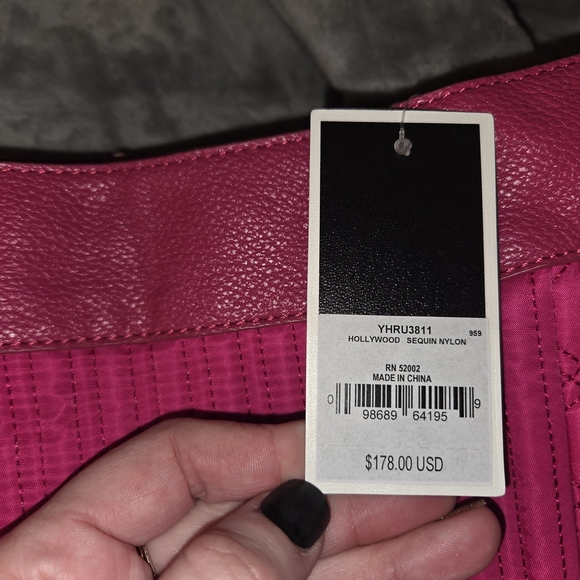 YHRU3811 959
HOLLYWOOD SEQUIN NYLON
RN 52002
MADE IN CHINA
0 98689 64195 9
$178.00 USD